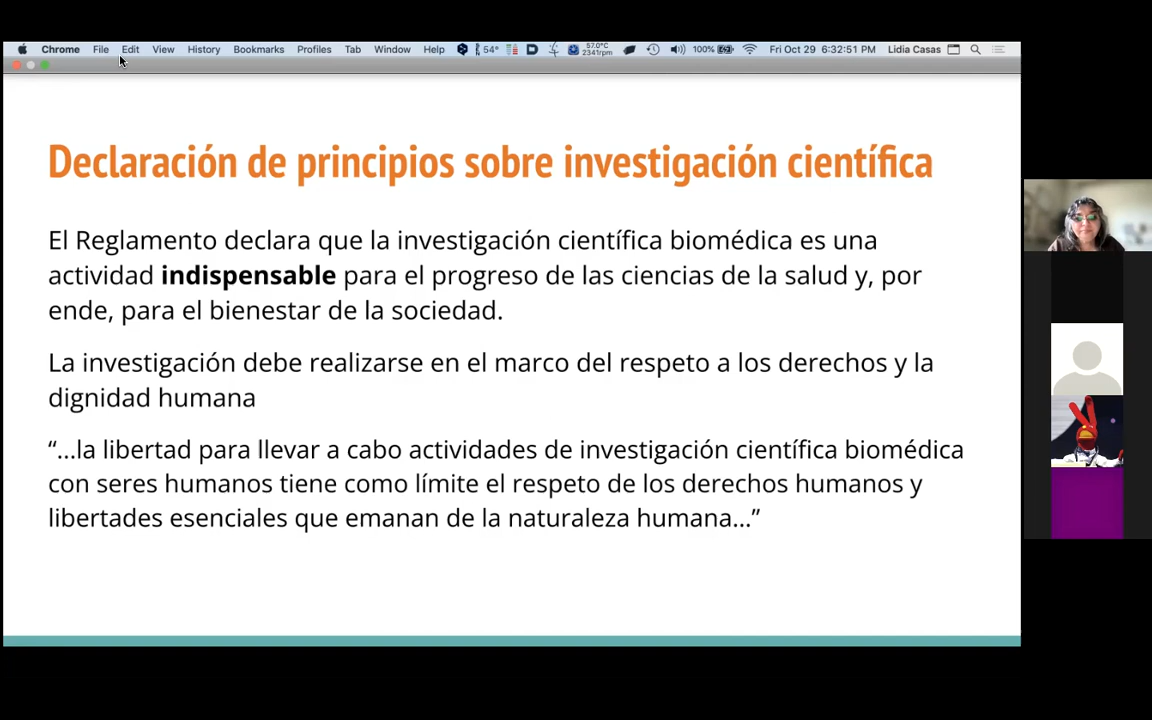 Chrome File Edit View History Bookmarks Profiles Tab Window Help 54° 57.0°C 2341rpm 100% Fri Oct 29 6:32:51 PM Lidia Casas
Declaración de principios sobre investigación científica
El Reglamento declara que la investigación científica biomédica es una
actividad indispensable para el progreso de las ciencias de la salud y, por
ende, para el bienestar de la sociedad.
La investigación debe realizarse en el marco del respeto a los derechos y la
dignidad humana
“...la libertad para llevar a cabo actividades de investigación científica biomédica
con seres humanos tiene como límite el respeto de los derechos humanos y
libertades esenciales que emanan de la naturaleza humana...”